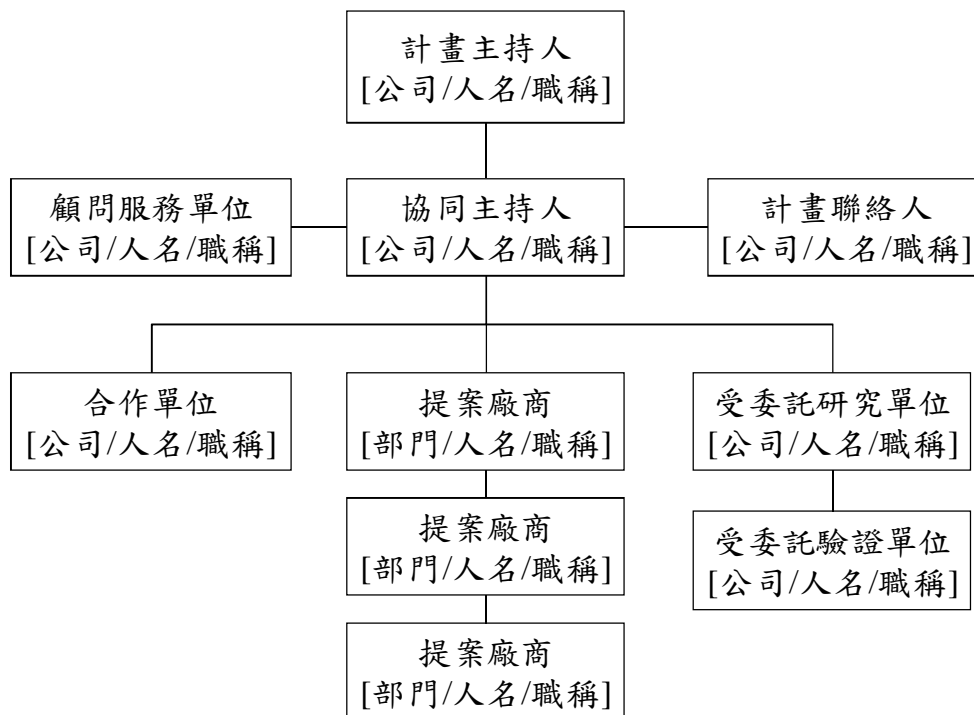 計畫主持人
[公司/人名/職稱]
顧問服務單位
[公司/人名/職稱]
協同主持人
[公司/人名/職稱]
計畫聯絡人
[公司/人名/職稱]
合作單位
[公司/人名/職稱]
提案廠商
[部門/人名/職稱]
受委託研究單位
[公司/人名/職稱]
提案廠商
[部門/人名/職稱]
受委託驗證單位
[公司/人名/職稱]
提案廠商
[部門/人名/職稱]